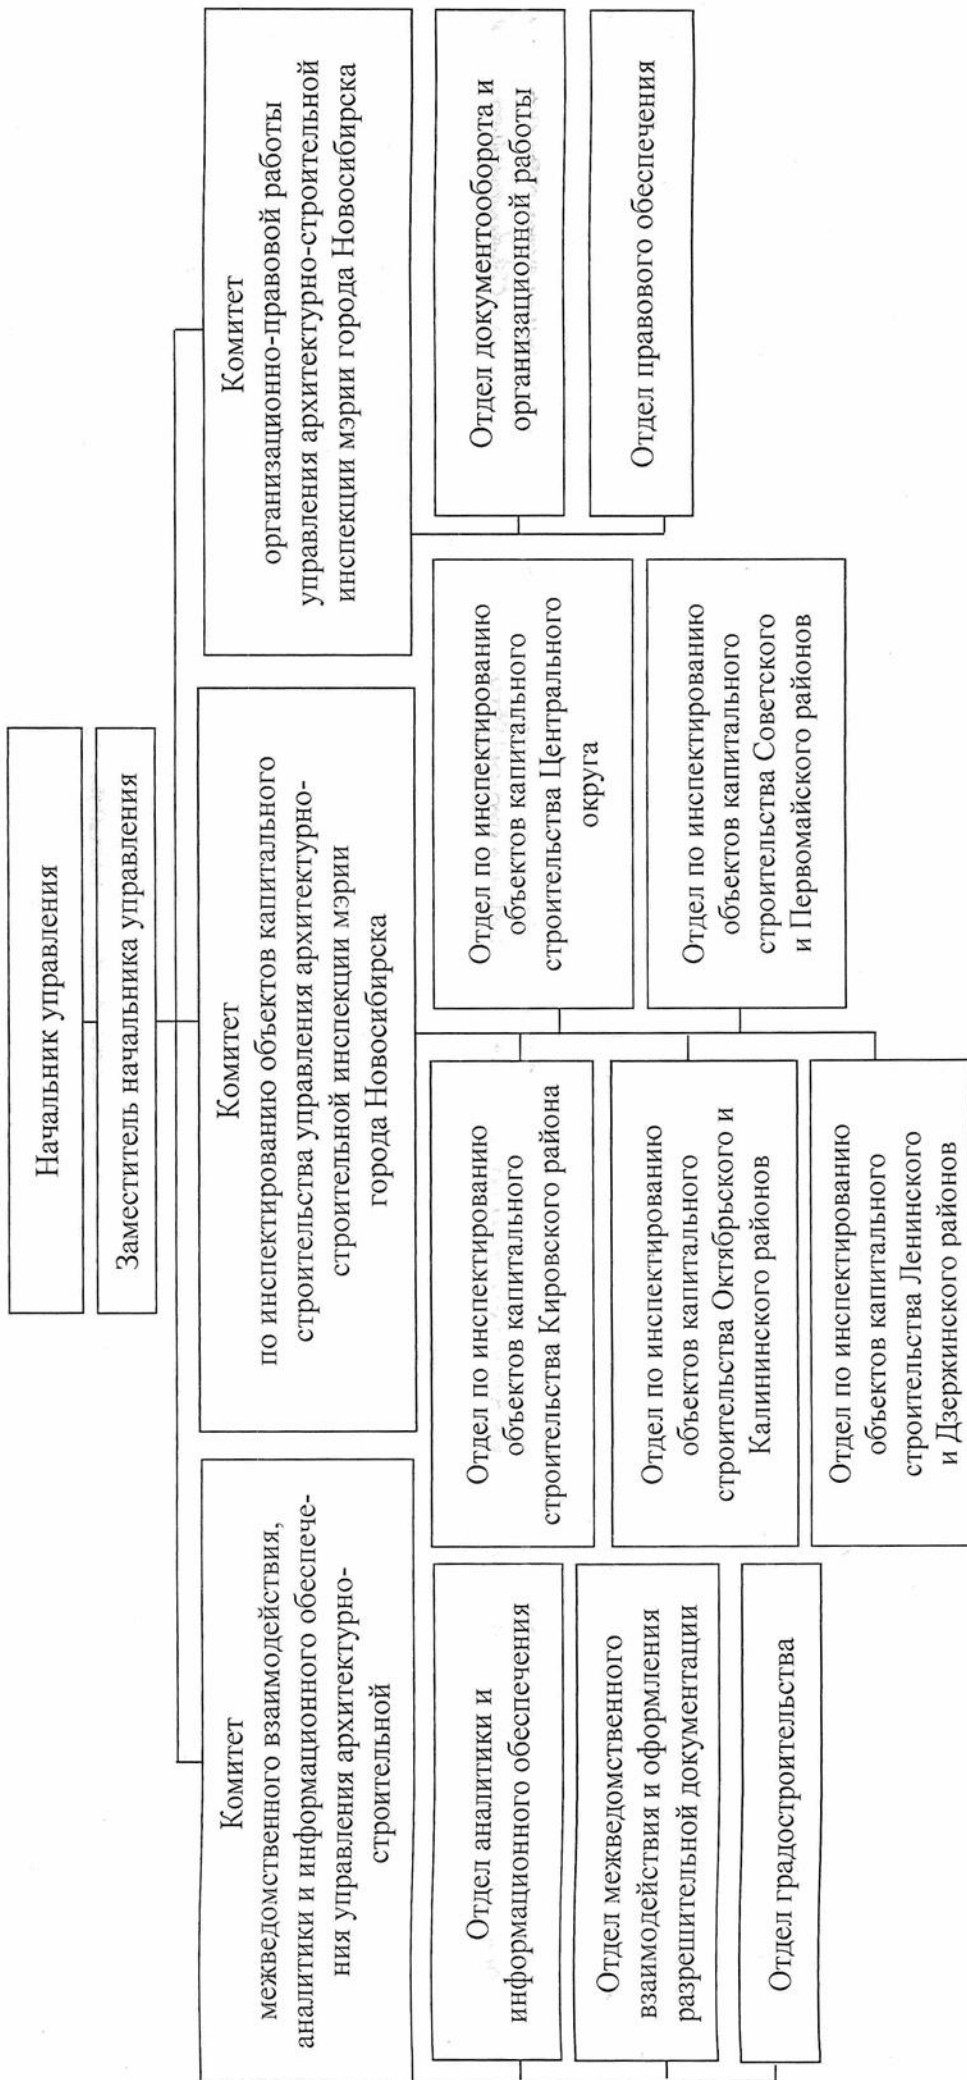 Начальник управления
Заместитель начальника управления
Комитет
межведомственного взаимодействия,
аналитики и информационного обеспече-
ния управления архитектурно-
строительной
Комитет
по инспектированию объектов капитального
строительства управления архитектурно-
строительной инспекции мэрии
города Новосибирска
Комитет
организационно-правовой работы
управления архитектурно-строительной
инспекции мэрии города Новосибирска
Отдел аналитики и
информационного обеспечения
Отдел межведомственного
взаимодействия и оформления
разрешительной документации
Отдел градостроительства
Отдел по инспектированию
объектов капитального
строительства Кировского района
Отдел по инспектированию
объектов капитального
строительства Октябрьского и
Калининского районов
Отдел по инспектированию
объектов капитального
строительства Ленинского
и Дзержинского районов
Отдел по инспектированию
объектов капитального
строительства Центрального
округа
Отдел по инспектированию
объектов капитального
строительства Советского
и Первомайского районов
Отдел документооборота и
организационной работы
Отдел правового обеспечения